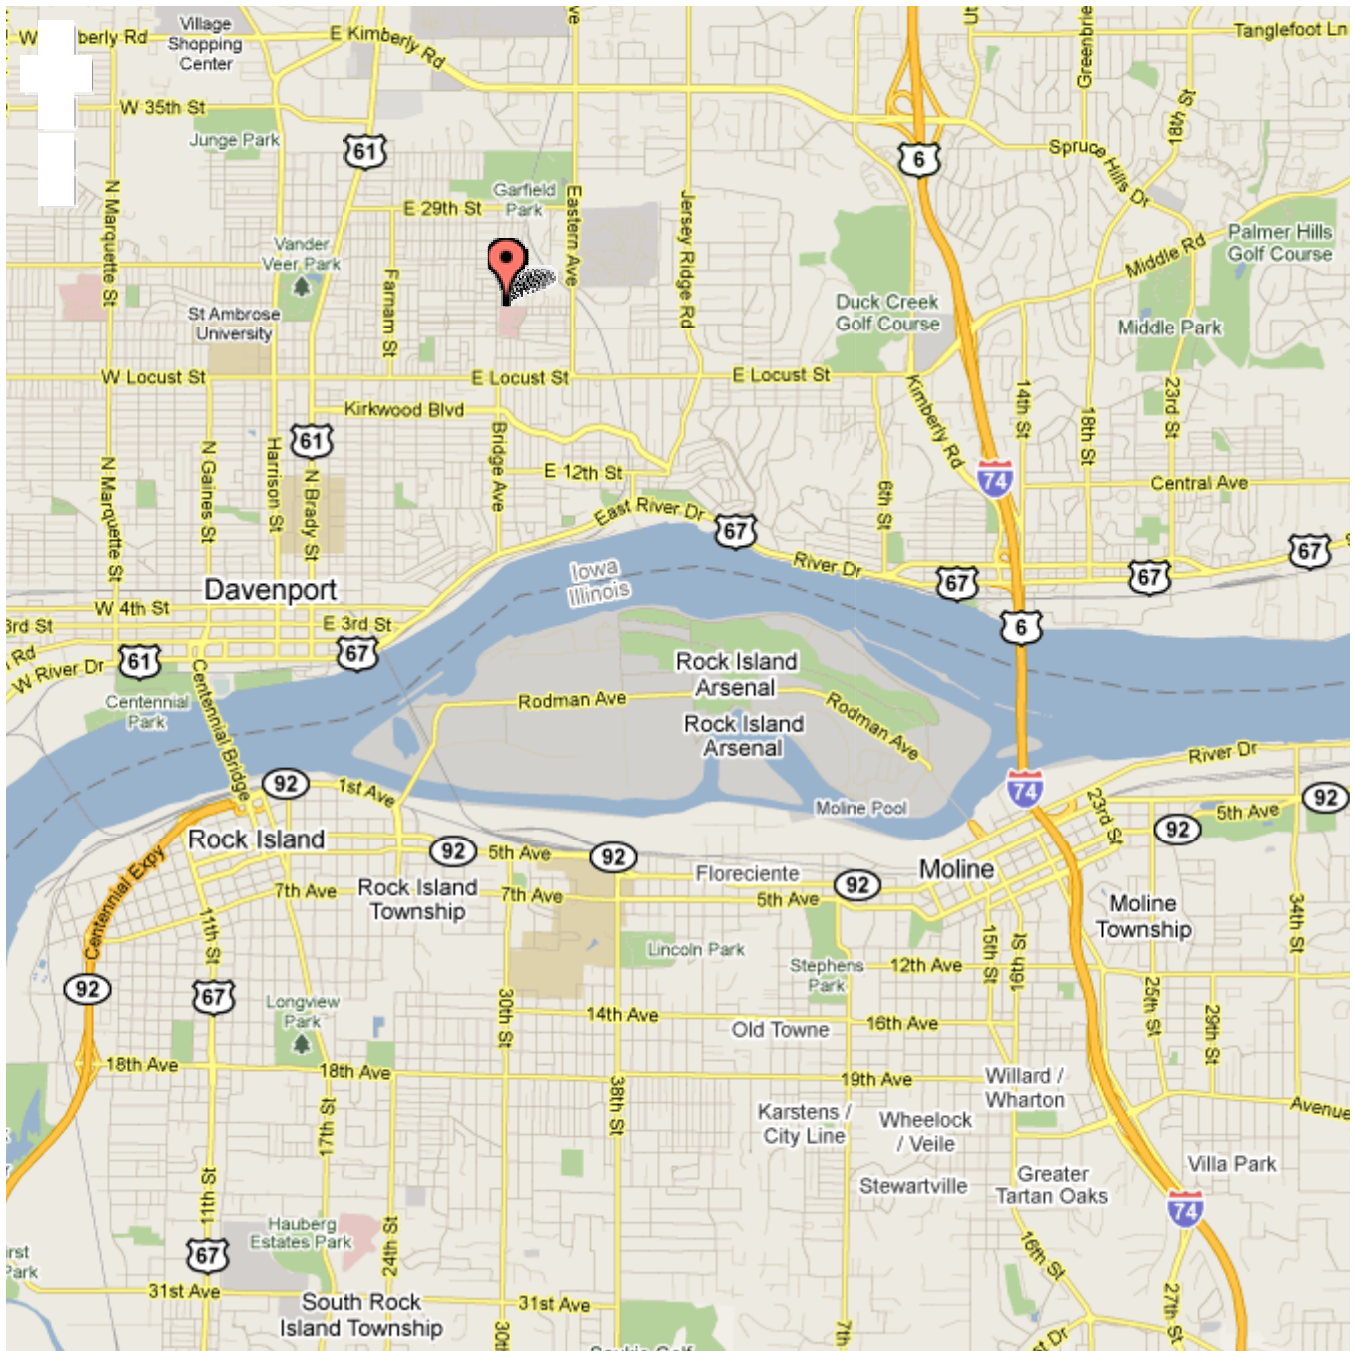 Village
Shopping
Center
E Kimberly Rd
Tanglefoot Ln
W 35th St
Junge Park
61
6
Greenbrie
18th St
Spruce Hills Dr
N Marquette St
E 29th St
Garfield
Park
Eastern Ave
Jersey Ridge Rd
Vander
Veer Park
Farnam St
Middle Rd
Palmer Hills
Golf Course
St Ambrose
University
Duck Creek
Golf Course
Middle Park
W Locust St
E Locust St
E Locust St
Kirkwood Blvd
61
Kimberly Rd
14th St
18th St
23rd St
N Marquette St
N Gaines St
Harrison St
N Brady St
Bridge Ave
E 12th St
6th St
74
Central Ave
East River Dr
67
River Dr
67
67
67
Iowa
Illinois
Davenport
W 4th St
3rd St
E 3rd St
67
6
Rd
W River Dr
61
Centennial
Park
Centennial Bridge
Rock Island
Arsenal
Rodman Ave
Rock Island
Arsenal
Rodman Ave
River Dr
92
1st Ave
Moline Pool
74
23rd St
92
5th Ave
Rock Island
92
5th Ave
92
92
Floreciente
92
Moline
Centennial Expy
7th Ave
Rock Island
Township
7th Ave
5th Ave
Moline
Township
34th St
11th St
Lincoln Park
Stephens
Park
12th Ave
15th St
16th St
92
67
Longview
Park
30th St
14th Ave
Old Towne
16th Ave
25th St
29th St
18th Ave
18th Ave
19th Ave
Willard /
Wharton
17th St
38th St
Karstens /
City Line
Wheelock
/ Veile
Avenue
Stewartville
Greater
Tartan Oaks
Villa Park
11th St
74
Hauberg
Estates Park
67
24th St
16th St
Park
31st Ave
South Rock
Island Township
31st Ave
30th
7th
27th St